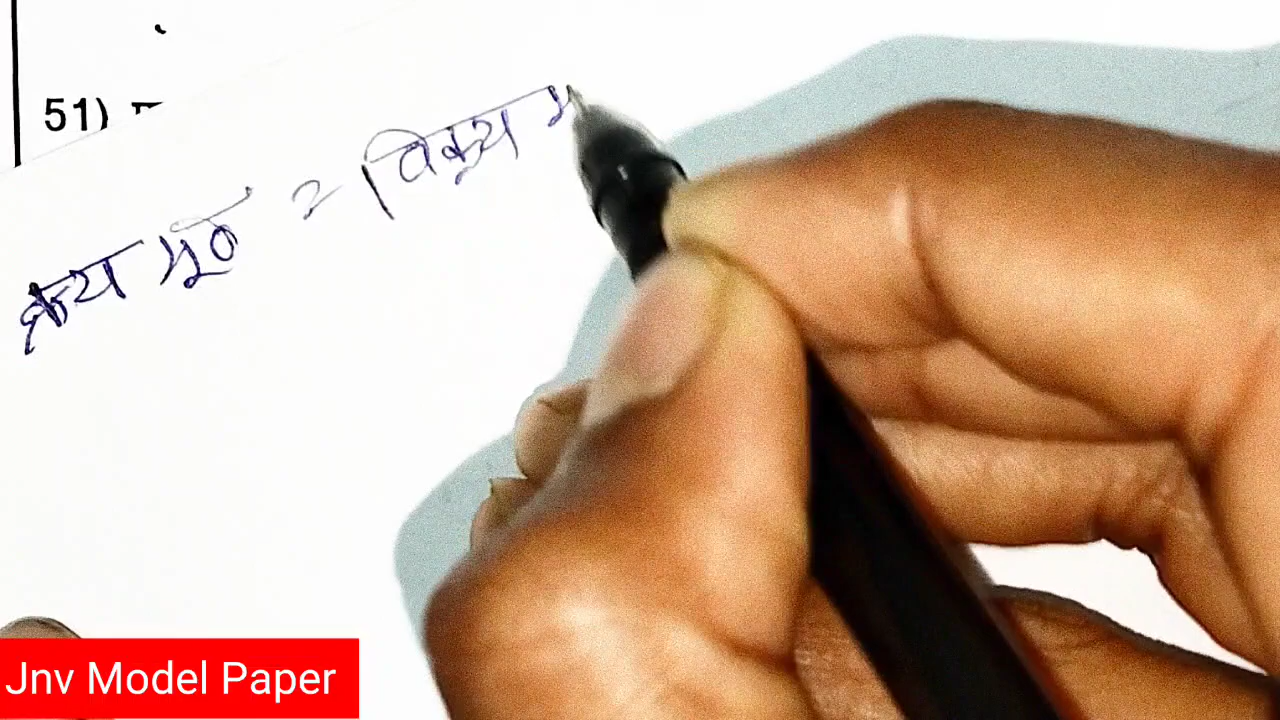 51)
क्रय मू० = विक्रय
Jnv Model Paper